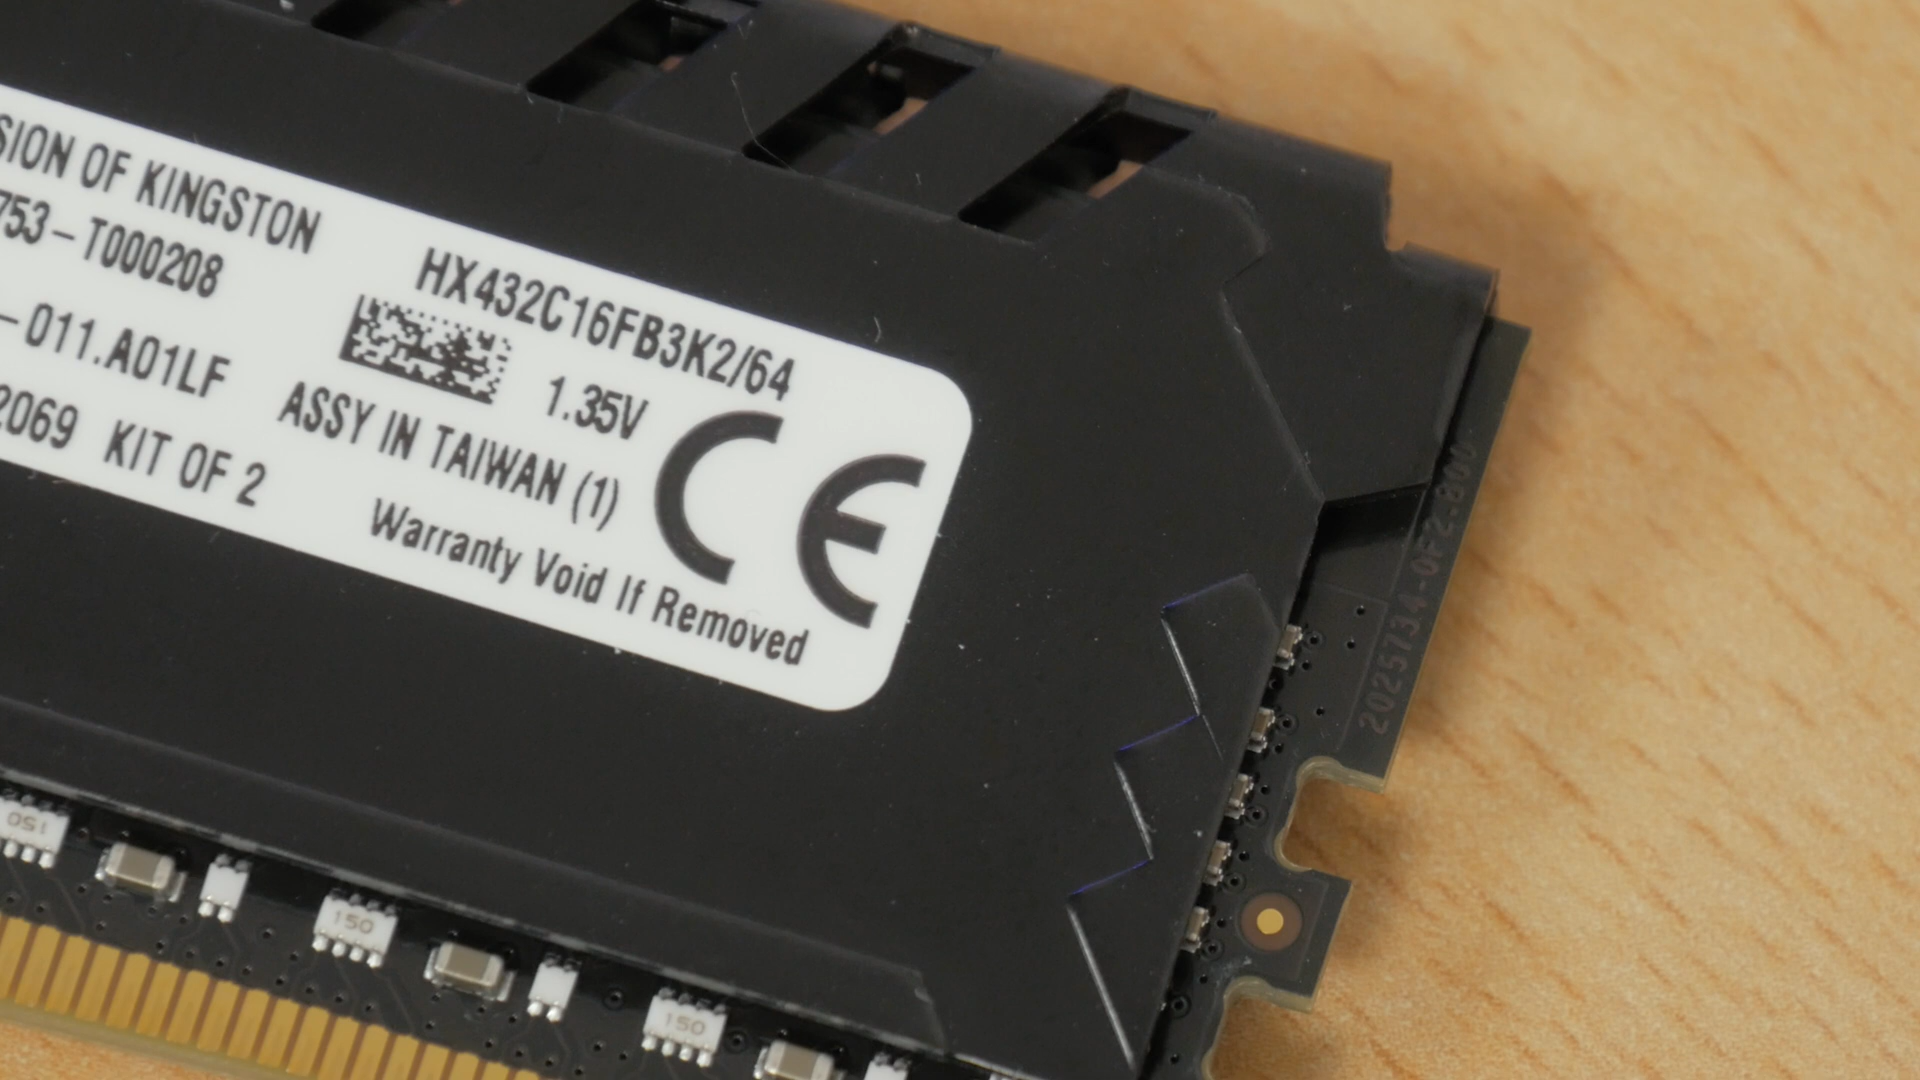 SION OF KINGSTON
753-T000208
-011.A01LF
2069 KIT OF 2
HX432C16FB3K2/64
1.35V
ASSY IN TAIWAN (1)
CE
Warranty Void If Removed
2025734-0F2.B00
150
150
150